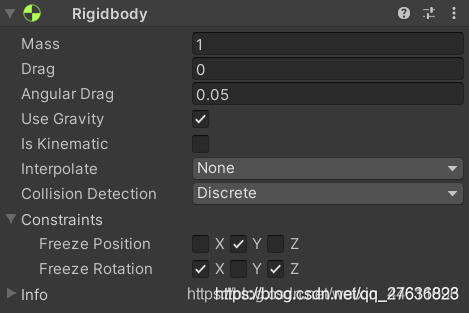 Rigidbody
Mass 1
Drag 0
Angular Drag 0.05
Use Gravity
Is Kinematic
Interpolate None
Collision Detection Discrete
Constraints
Freeze Position X Y Z
Freeze Rotation X Y Z
Info https://blog.csdn.net/qq_27636823